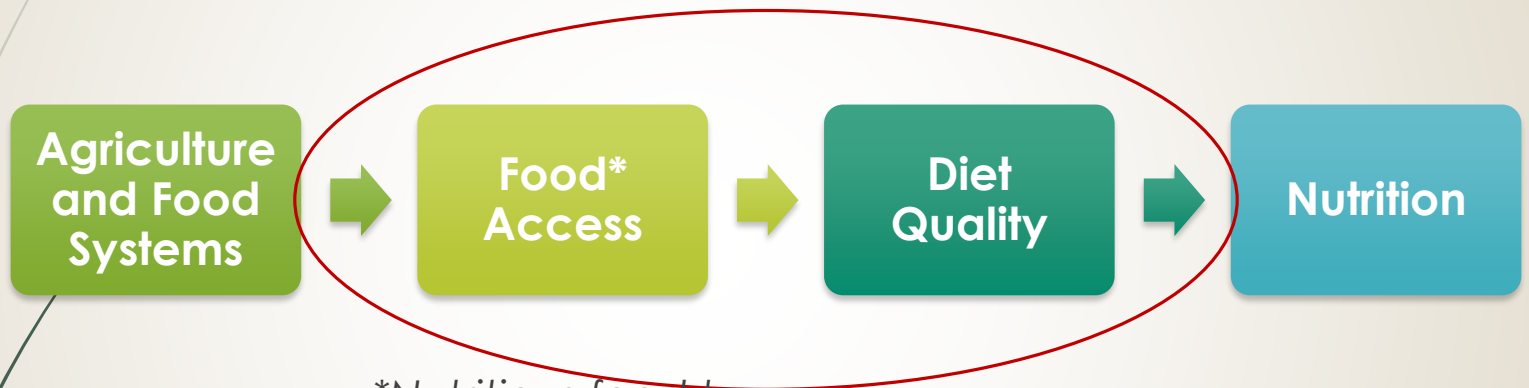 Agriculture
and Food
Systems
Food*
Access
Diet
Quality
Nutrition